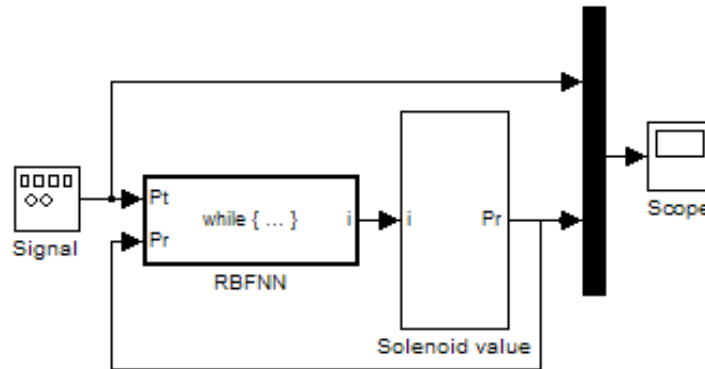 Signal
Pt
Pr
while { ... }
i
RBFNN
i
Pr
Solenoid value
Scope